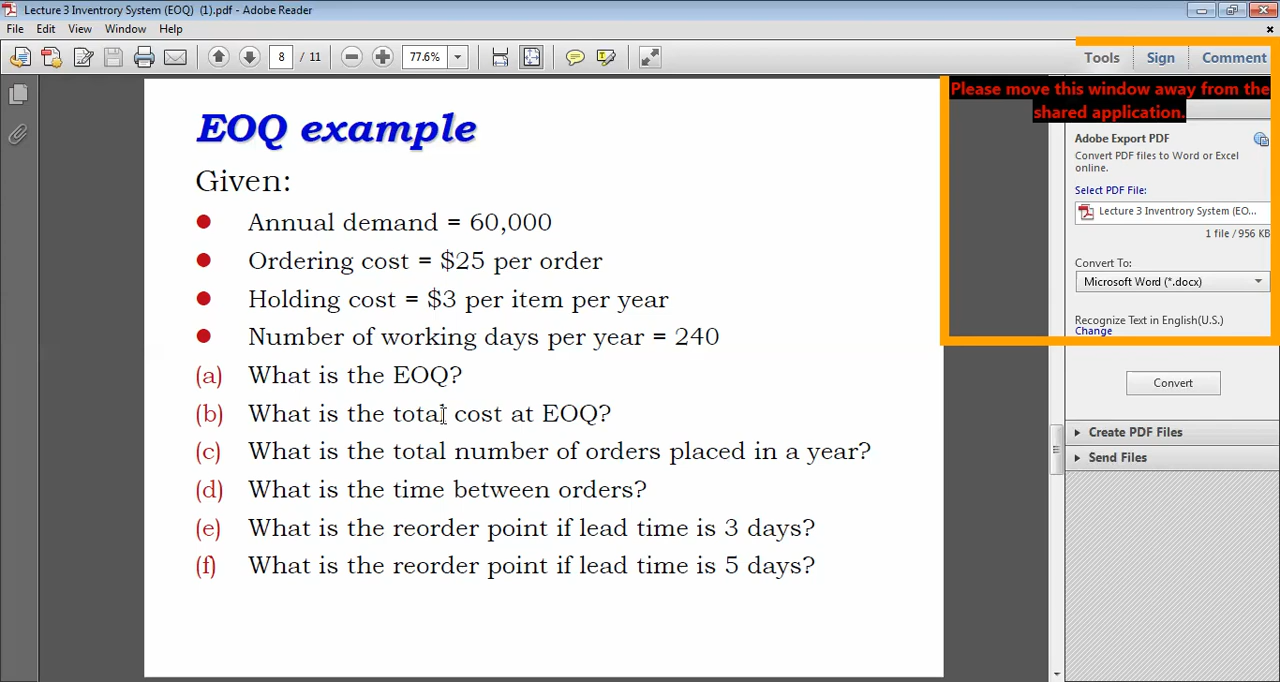 Lecture 3 Inventrory System (EOQ) (1).pdf - Adobe Reader
File Edit View Window Help
8 / 11 77.6% Tools Sign Comment
Please move this window away from the
shared application.
EOQ example
Given:
Annual demand = 60,000
Ordering cost = $25 per order
Holding cost = $3 per item per year
Number of working days per year = 240
(a) What is the EOQ?
(b) What is the total cost at EOQ?
(c) What is the total number of orders placed in a year?
(d) What is the time between orders?
(e) What is the reorder point if lead time is 3 days?
(f) What is the reorder point if lead time is 5 days?
Adobe Export PDF
Convert PDF files to Word or Excel
online.
Select PDF File:
Lecture 3 Inventrory System (EO...
1 file / 956 KB
Convert To:
Microsoft Word (*.docx)
Recognize Text in English(U.S.)
Change
Convert
Create PDF Files
Send Files